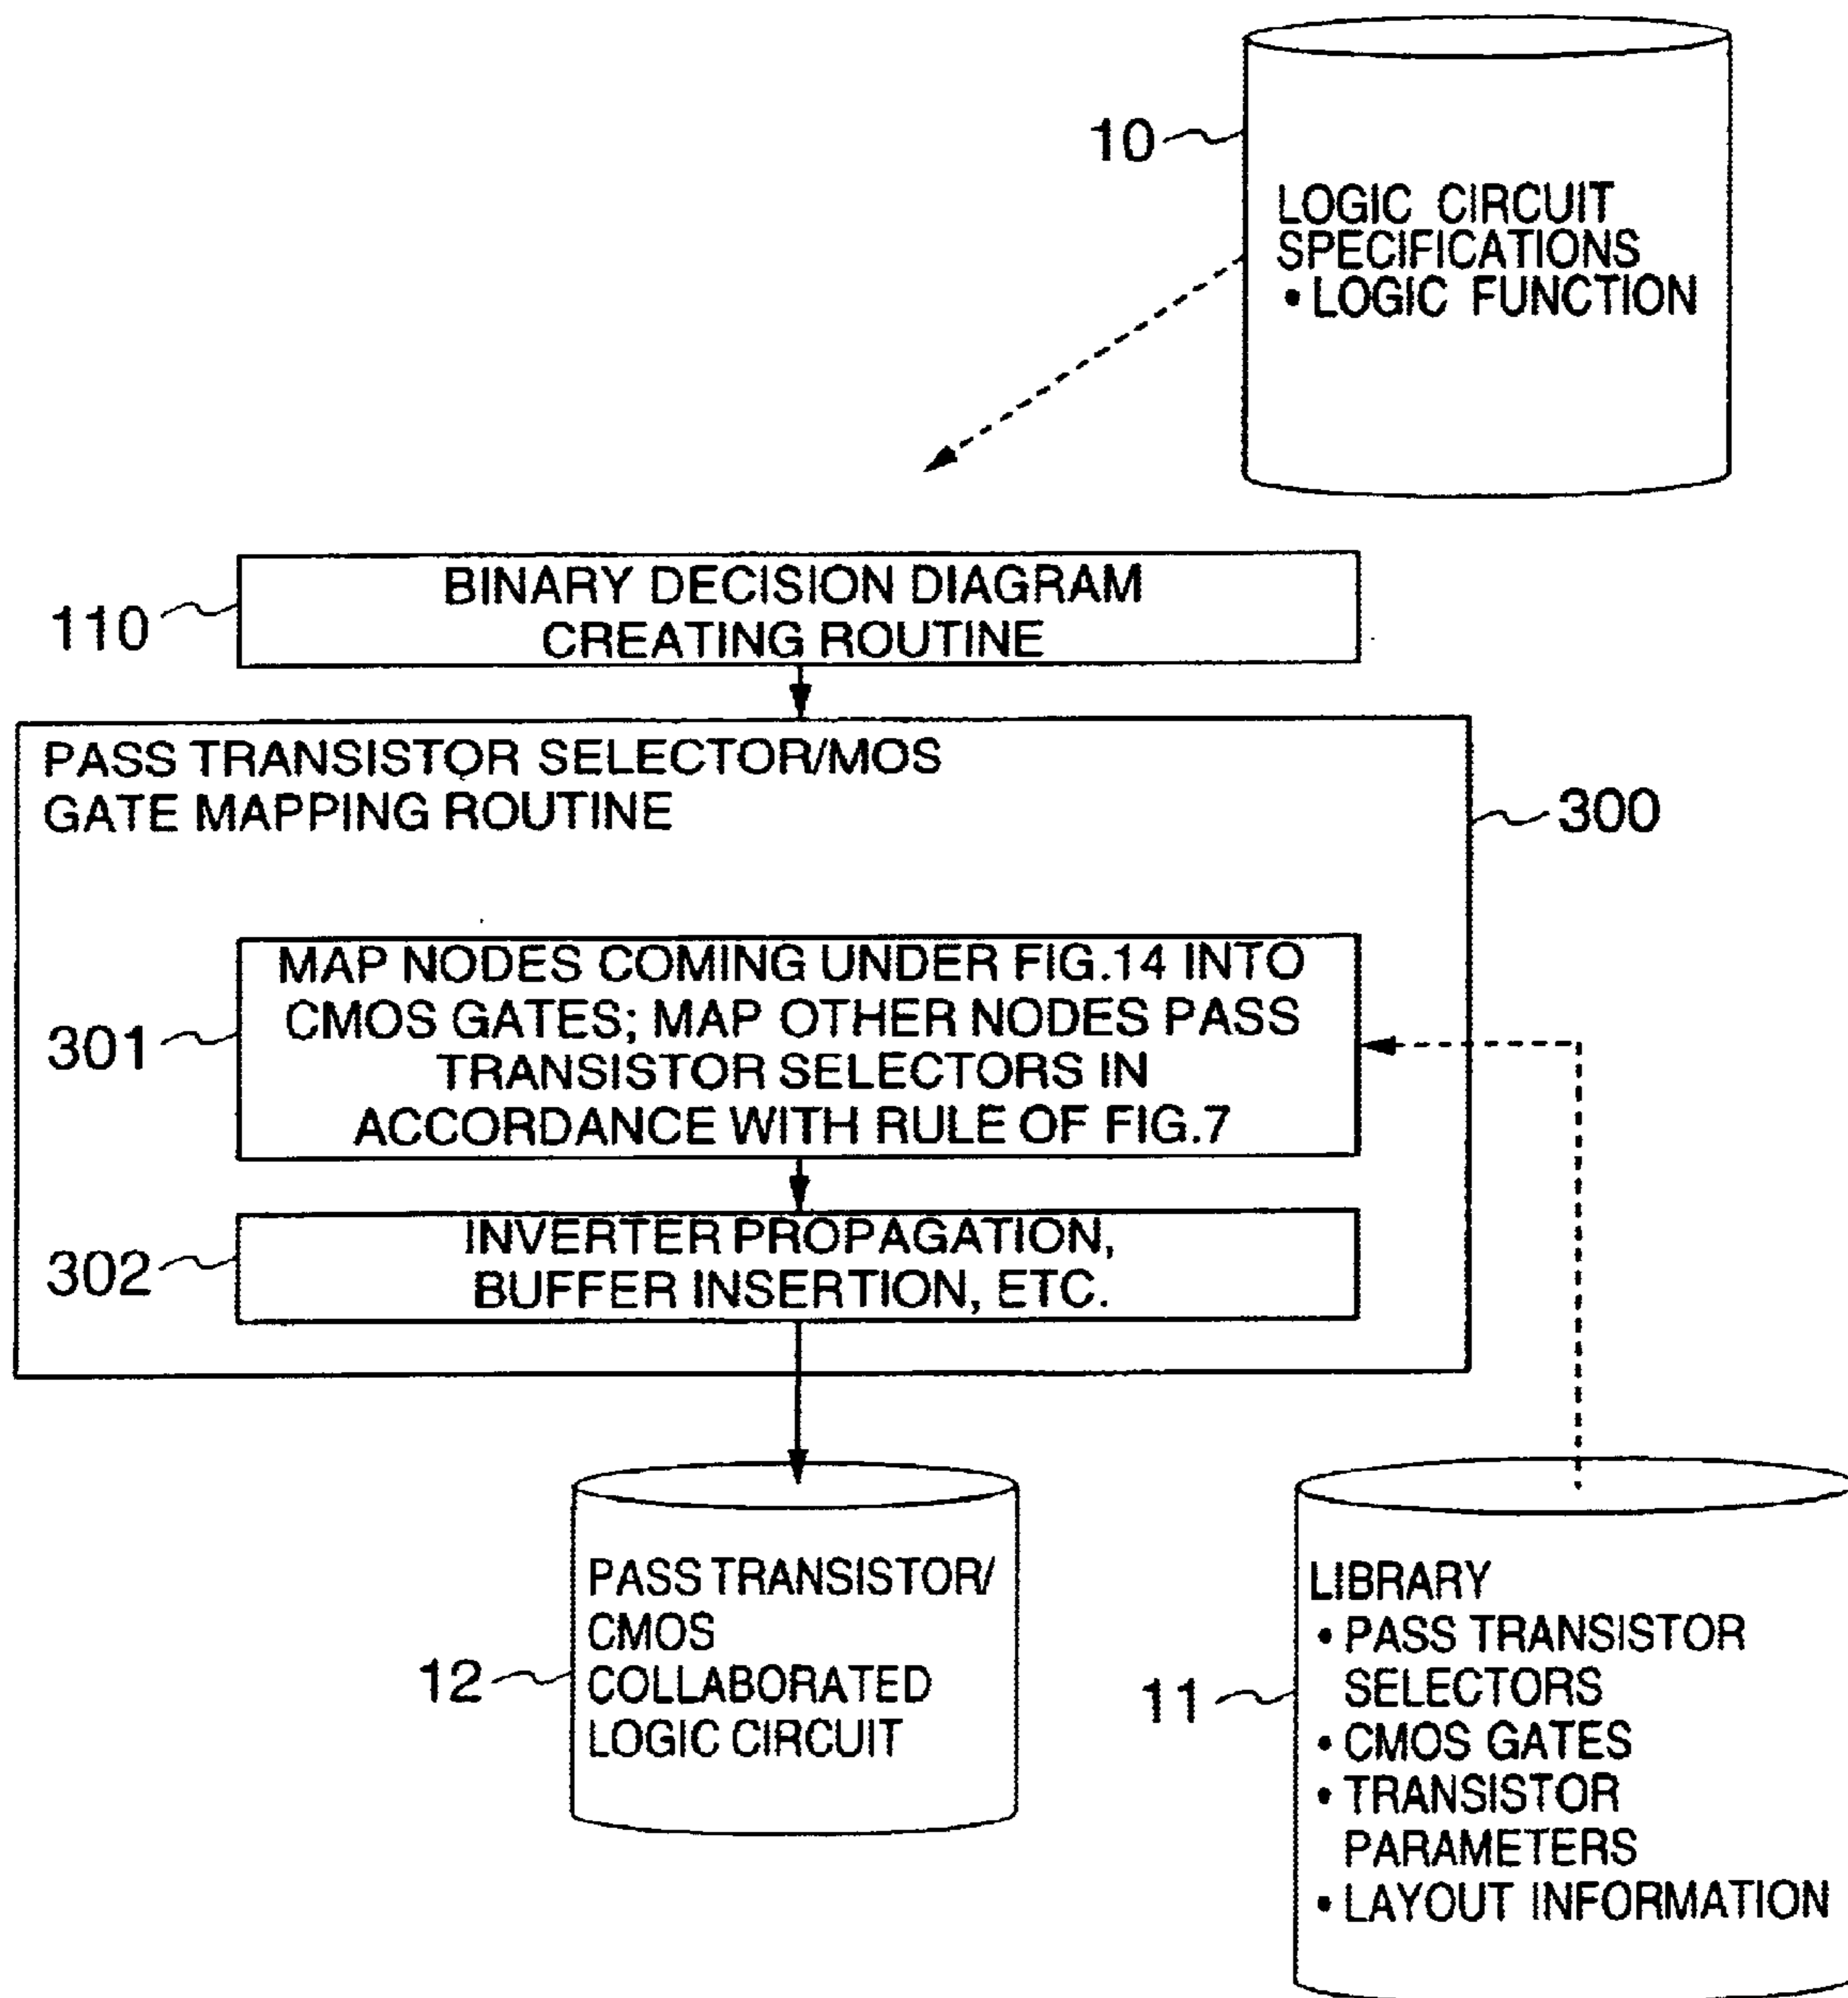 10
LOGIC CIRCUIT
SPECIFICATIONS
• LOGIC FUNCTION
110
BINARY DECISION DIAGRAM
CREATING ROUTINE
PASS TRANSISTOR SELECTOR/MOS
GATE MAPPING ROUTINE
300
301
MAP NODES COMING UNDER FIG.14 INTO
CMOS GATES; MAP OTHER NODES PASS
TRANSISTOR SELECTORS IN
ACCORDANCE WITH RULE OF FIG.7
302
INVERTER PROPAGATION,
BUFFER INSERTION, ETC.
12
PASS TRANSISTOR/
CMOS
COLLABORATED
LOGIC CIRCUIT
11
LIBRARY
• PASS TRANSISTOR
SELECTORS
• CMOS GATES
• TRANSISTOR
PARAMETERS
• LAYOUT INFORMATION